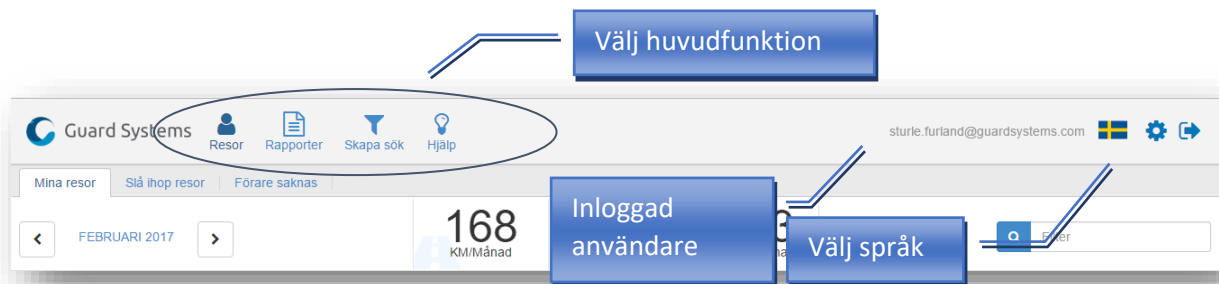 Välj huvudfunktion
Guard Systems
Resor
Rapporter
Skapa sök
Hjälp
sturle.furland@guardsystems.com
Mina resor
Slå ihop resor
Förare saknas
FEBRUARI 2017
168
KM/Månad
Inloggad
användare
3
Välj språk